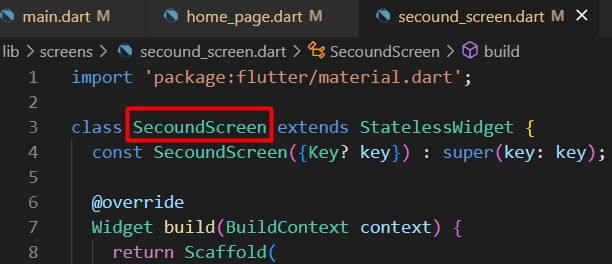 main.dart M home_page.dart M secound_screen.dart M ×
lib > screens > secound_screen.dart > SecoundScreen > build
1 import 'package:flutter/material.dart';
2
3 class SecoundScreen extends StatelessWidget {
4 const SecoundScreen({Key? key}) : super(key: key);
5
6 @override
7 Widget build(BuildContext context) {
8 return Scaffold(